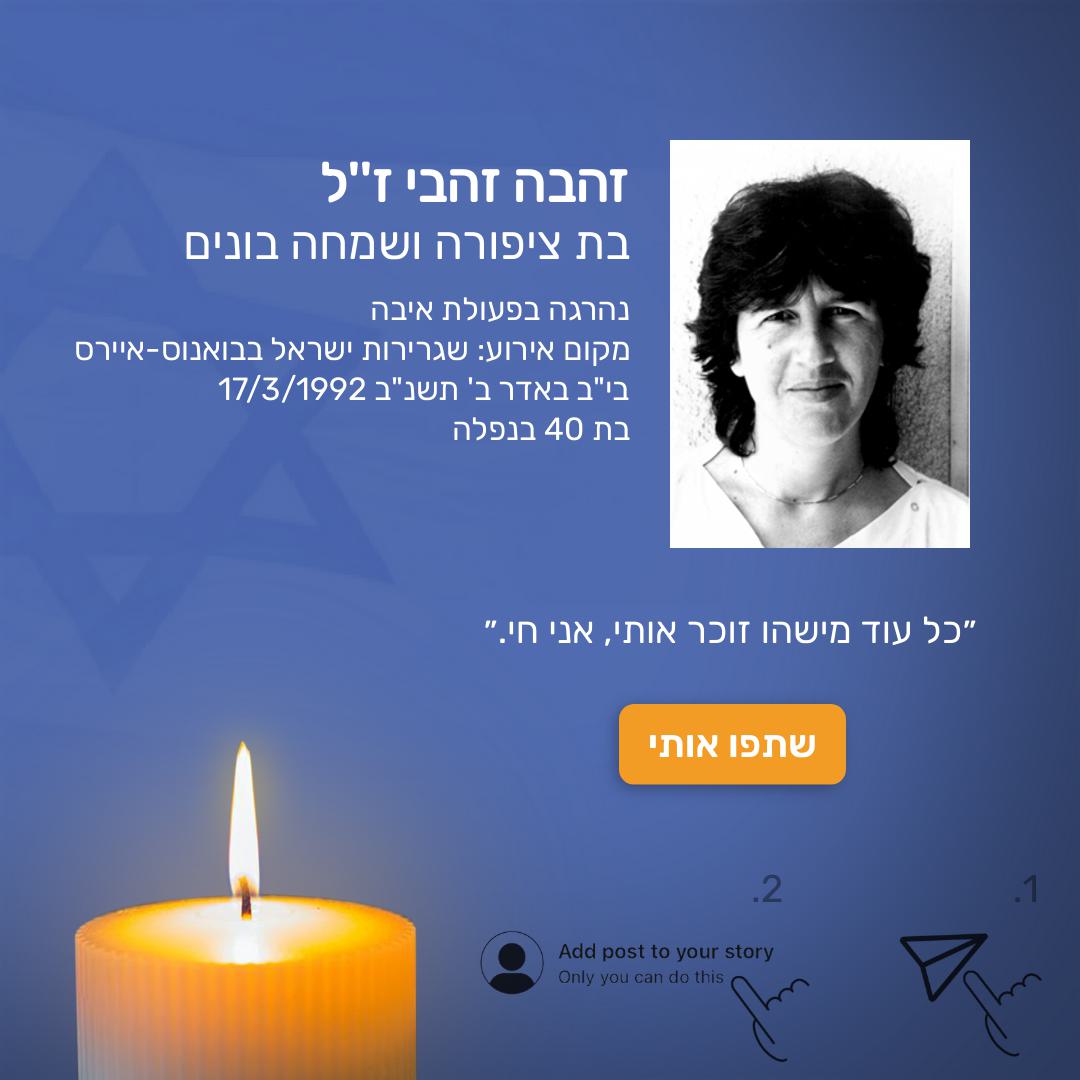 זהבה זהבי ז"ל
בת ציפורה ושמחה בונים
נהרגה בפעולת איבה
מקום אירוע: שגרירות ישראל בבואנוס-איירס
בי"ב באדר ב' תשנ"ב 17/3/1992
בת 40 בנפלה
״כל עוד מישהו זוכר אותי, אני חי.״
שתפו אותי
1.
2.
Add post to your story
Only you can do this